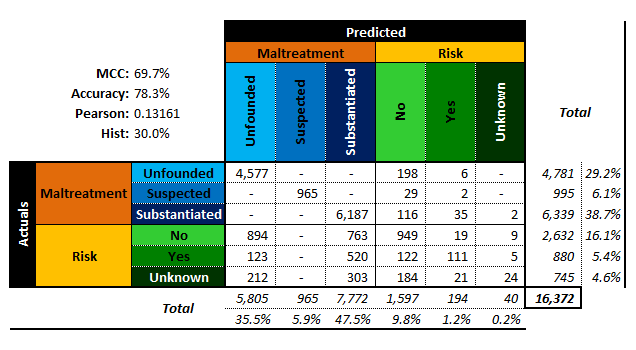 Predicted
Maltreatment Risk
MCC: 69.7%
Accuracy: 78.3%
Pearson: 0.13161
Hist: 30.0%
Unfounded Suspected Substantiated No Yes Unknown Total
Actuals
Maltreatment
Unfounded 4,577 - - 198 6 - 4,781 29.2%
Suspected - 965 - 29 2 - 995 6.1%
Substantiated - - 6,187 116 35 2 6,339 38.7%
Risk
No 894 - 763 949 19 9 2,632 16.1%
Yes 123 - 520 122 111 5 880 5.4%
Unknown 212 - 303 184 21 24 745 4.6%
Total
5,805 965 7,772 1,597 194 40 16,372
35.5% 5.9% 47.5% 9.8% 1.2% 0.2%